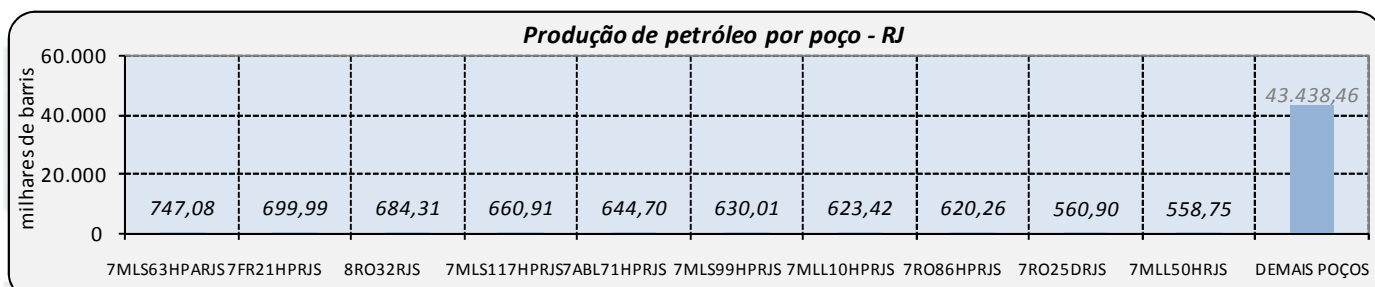 Produção de petróleo por poço - RJ
milhares de barris
60.000
40.000
20.000
0
43.438,46
747,08 699,99 684,31 660,91 644,70 630,01 623,42 620,26 560,90 558,75
7MLS63HPARJS 7FR21HPRJS 8RO32RJS 7MLS117HPRJS 7ABL71HPRJS 7MLS99HPRJS 7MLL10HPRJS 7RO86HPRJS 7RO25DRJS 7MLL50HRJS DEMAIS POÇOS